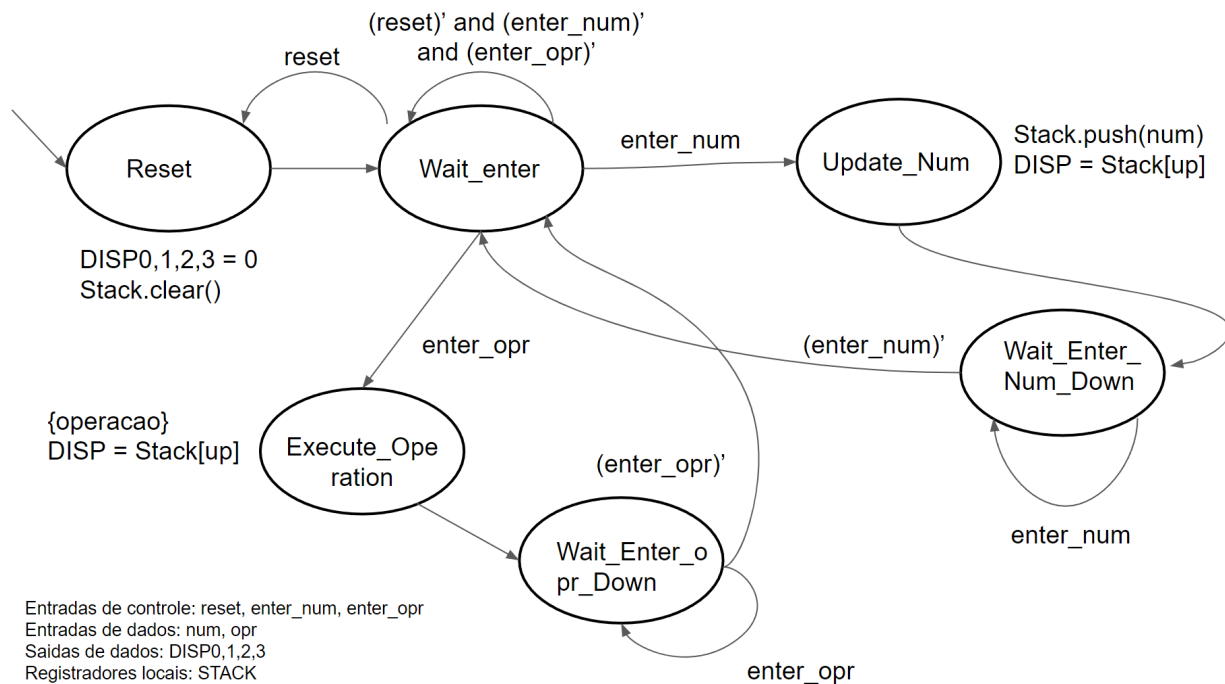 (reset)’ and (enter_num)’
and (enter_opr)’
reset
enter_num
Reset
Wait_enter
Update_Num
Stack.push(num)
DISP = Stack[up]
DISP0,1,2,3 = 0
Stack.clear()
enter_opr
(enter_num)’
Wait_Enter_
Num_Down
{operacao}
DISP = Stack[up]
Execute_Ope
ration
(enter_opr)’
enter_num
Wait_Enter_o
pr_Down
enter_opr
Entradas de controle: reset, enter_num, enter_opr
Entradas de dados: num, opr
Saidas de dados: DISP0,1,2,3
Registradores locais: STACK